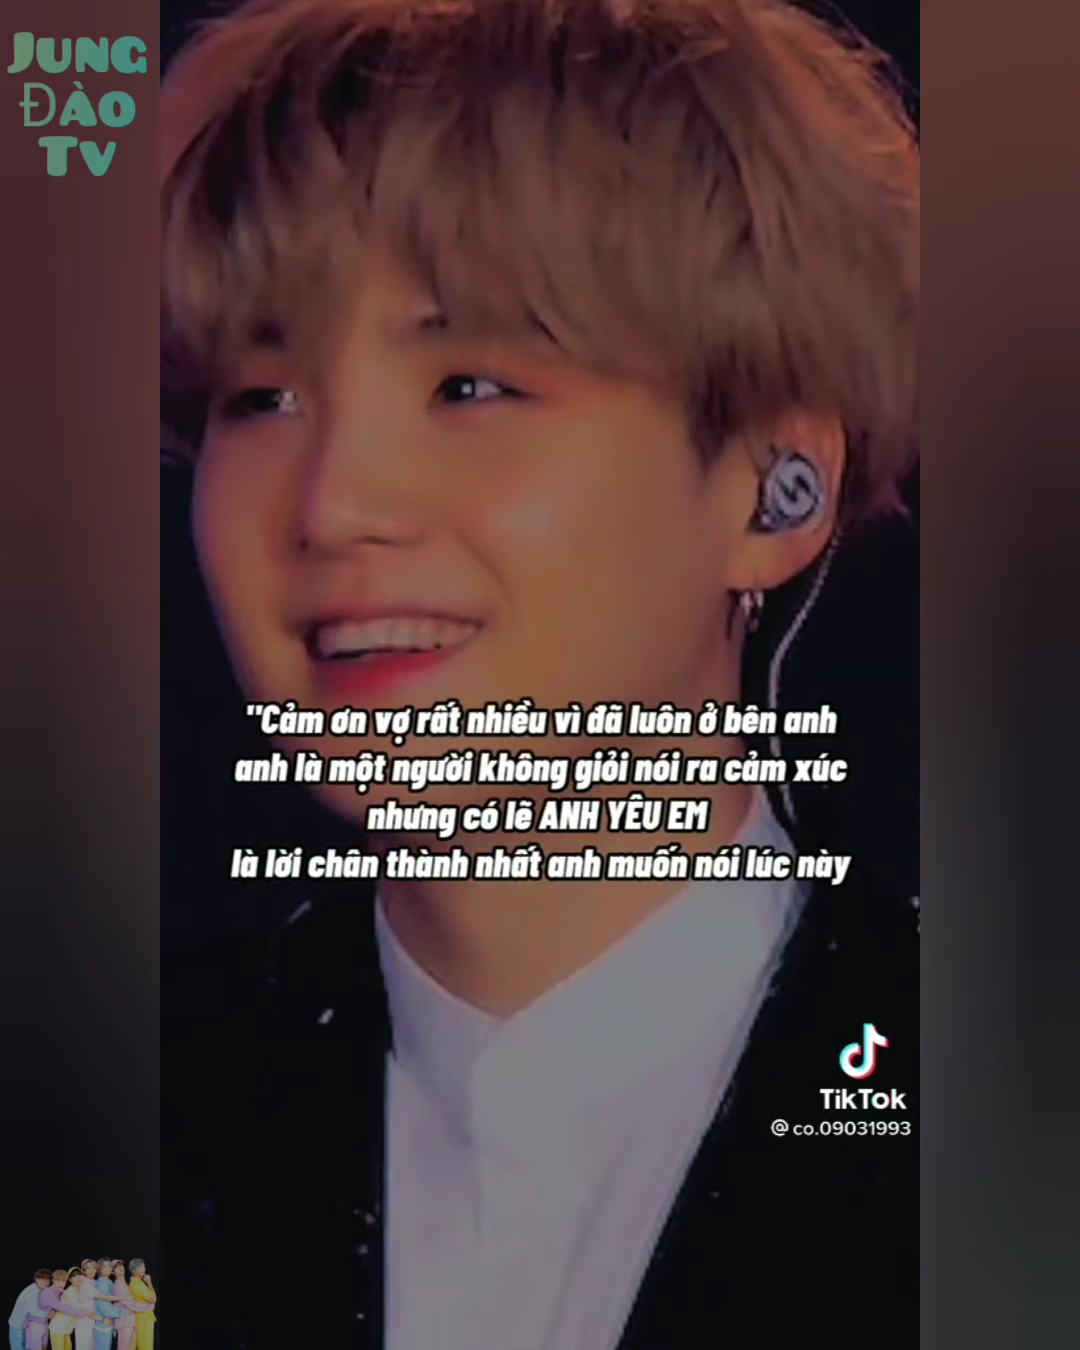 JUNG
ĐÀO
TV
"Cảm ơn vợ rất nhiều vì đã luôn ở bên anh
anh là một người không giỏi nói ra cảm xúc
nhưng có lẽ ANH YÊU EM
là lời chân thành nhất anh muốn nói lúc này
TikTok
@co.09031993